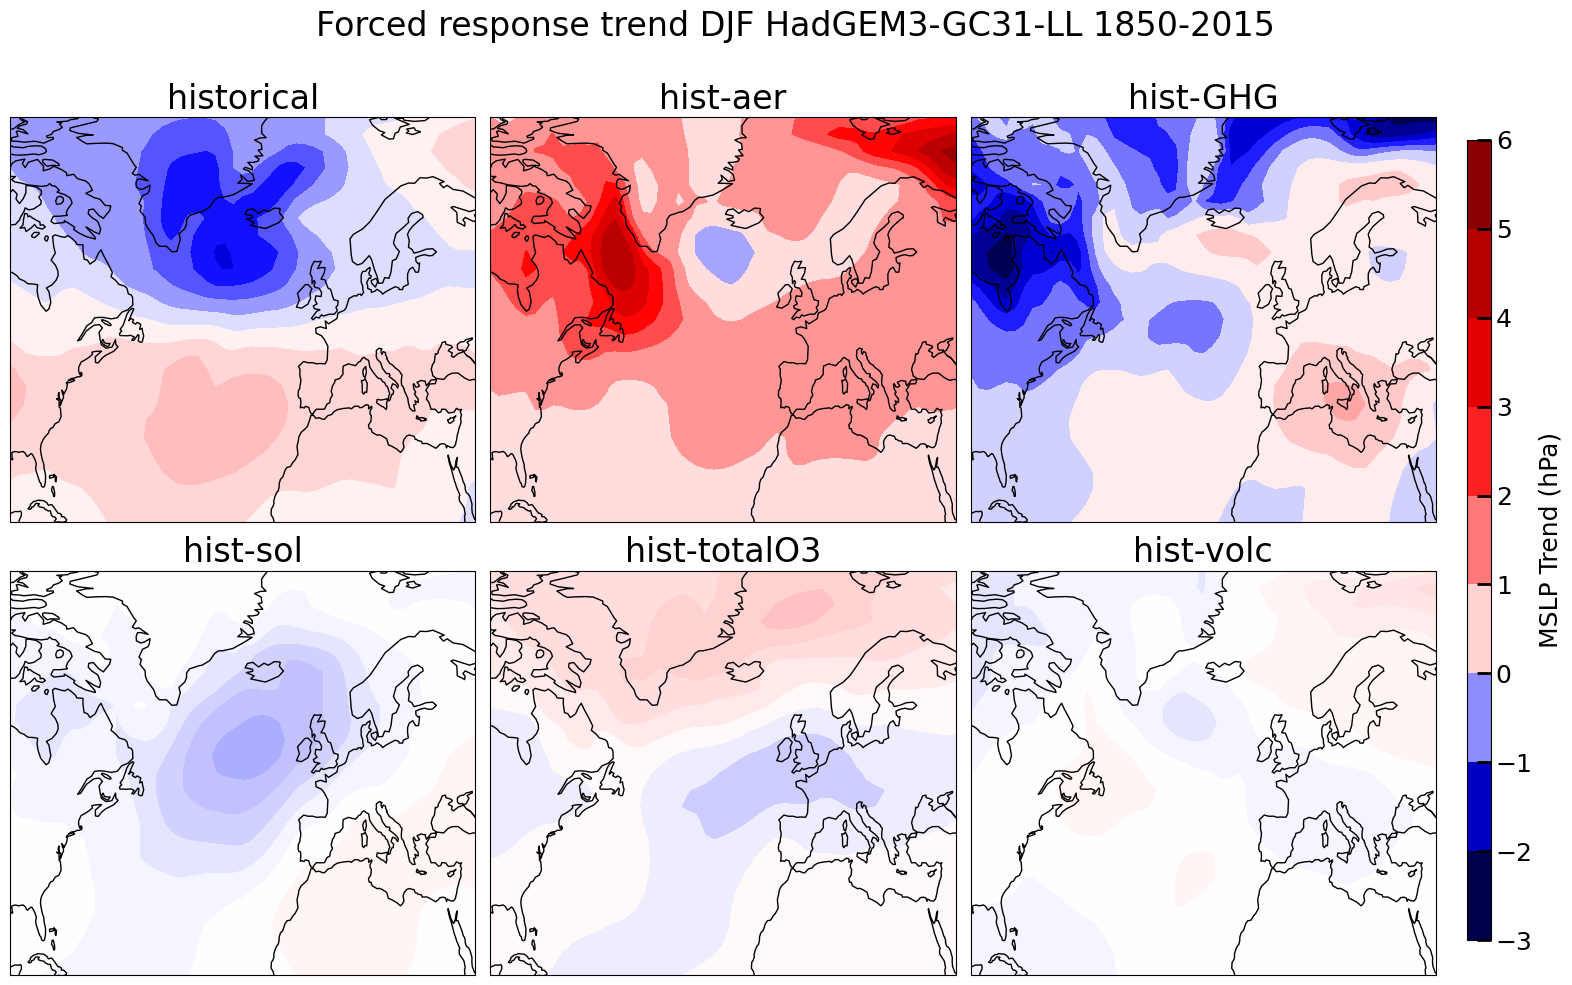 Forced response trend DJF HadGEM3-GC31-LL 1850-2015
historical
hist-aer
hist-GHG
hist-sol
hist-totalO3
hist-volc
6
5
4
3
2
1
0
−1
−2
−3
MSLP Trend (hPa)